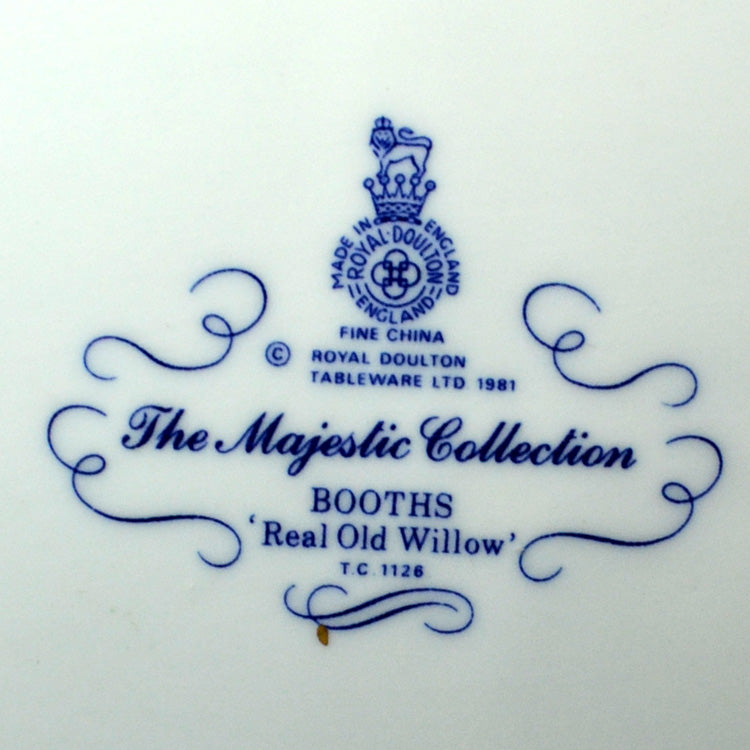 MADE IN ENGLAND
ROYAL·DOULTON
ENGLAND
FINE CHINA
© ROYAL DOULTON
TABLEWARE LTD 1981
The Majestic Collection
BOOTHS
‘Real Old Willow’
T.C. 1126